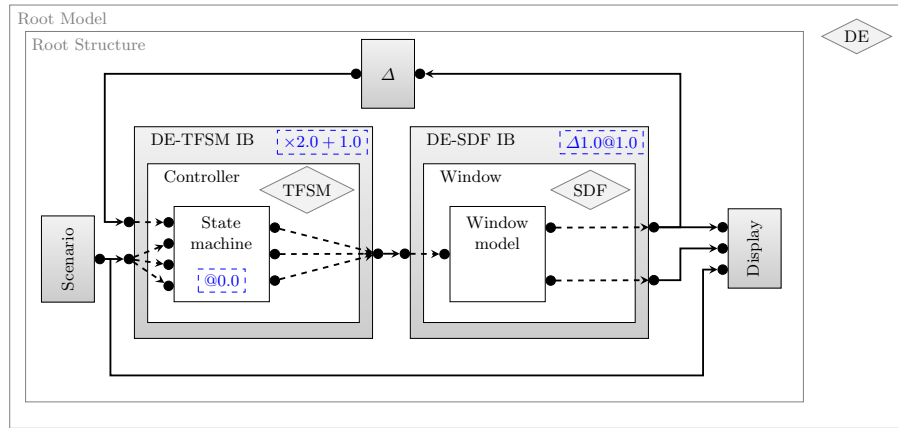 Root Model
Root Structure
DE
Δ
DE-TFSM IB
×2.0 + 1.0
DE-SDF IB
Δ1.0@1.0
Controller
TFSM
Window
SDF
State
machine
@0.0
Window
model
Scenario
Display